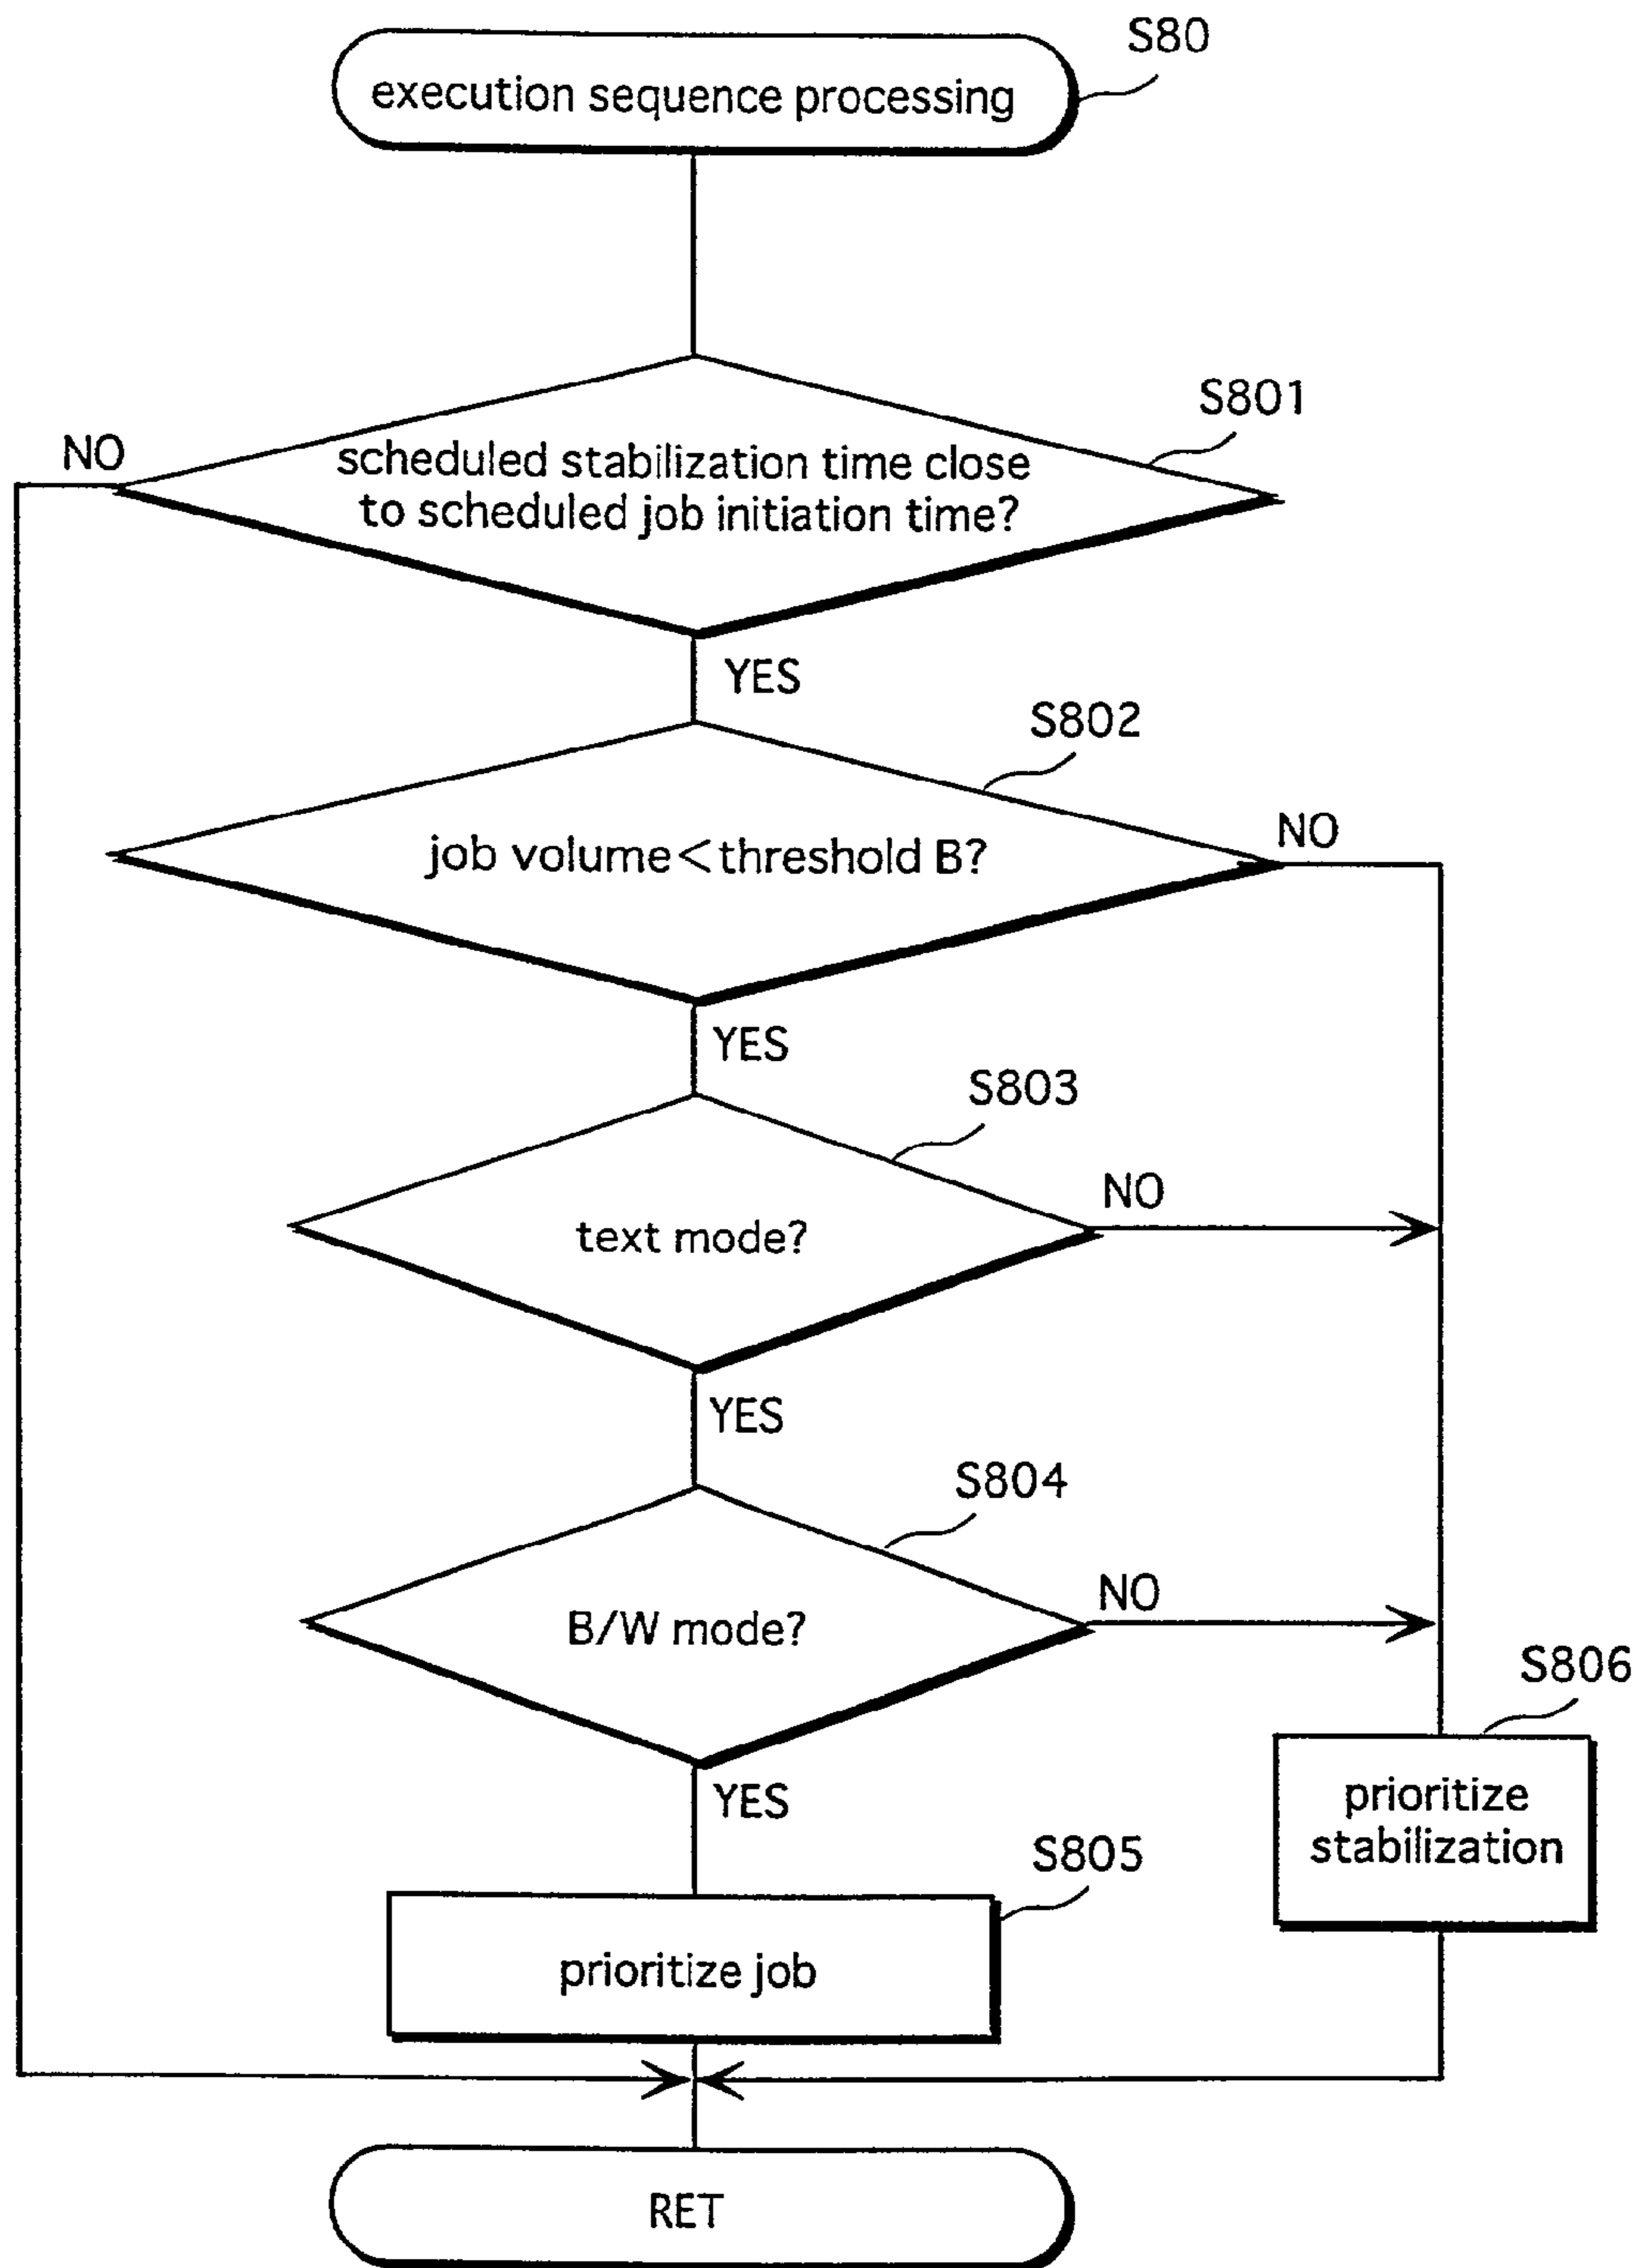 S80
execution sequence processing
S801
NO
scheduled stabilization time close
to scheduled job initiation time?
YES
S802
NO
job volume<threshold B?
YES
S803
NO
text mode?
YES
S804
NO
B/W mode?
S806
YES
prioritize
stabilization
S805
prioritize job
RET